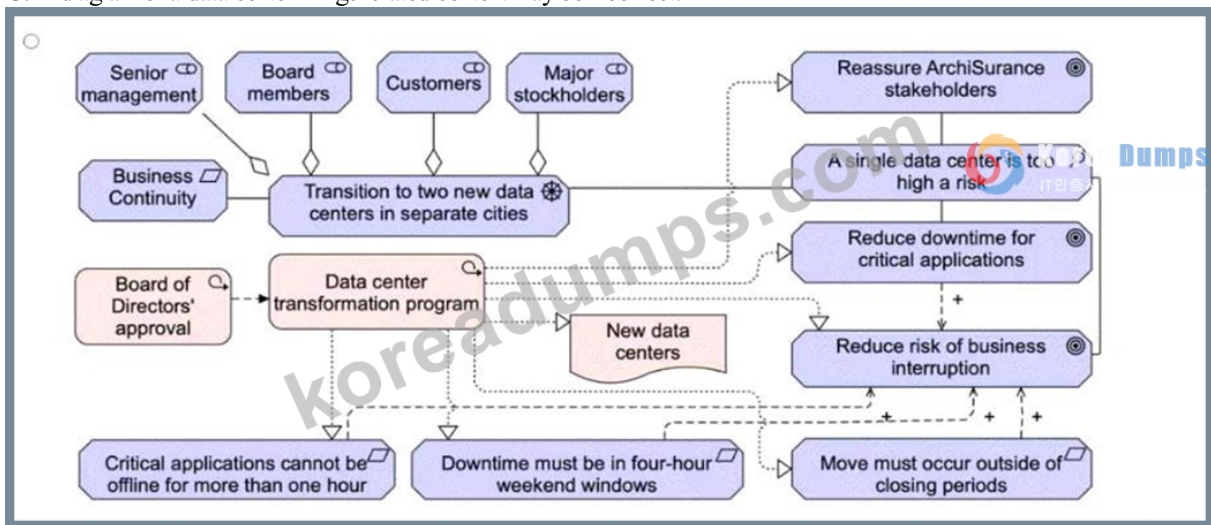 Senior
management
Board
members
Customers
Major
stockholders
Reassure ArchiSurance
stakeholders
Business
Continuity
Transition to two new data
centers in separate cities
A single data center is too
high a risk
Dumps
Reduce downtime for
critical applications
Board of
Directors'
approval
Data center
transformation program
New data
centers
+
Reduce risk of business
interruption
+
+
+
Critical applications cannot be
offline for more than one hour
Downtime must be in four-hour
weekend windows
Move must occur outside of
closing periods
koreadumps.com